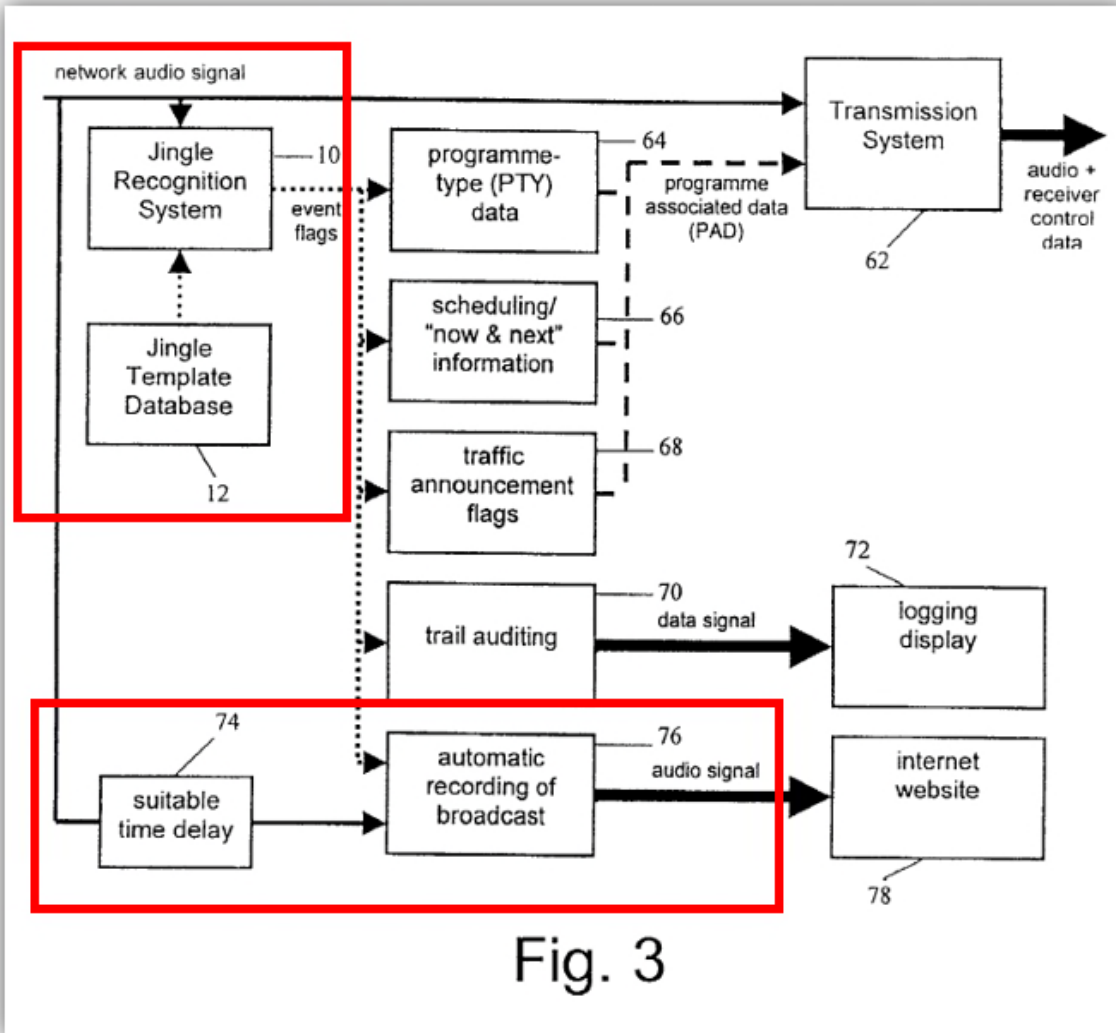 network audio signal
Jingle
Recognition
System
10
event
flags
Jingle
Template
Database
12
programme-
type (PTY)
data
64
scheduling/
"now & next"
information
66
traffic
announcement
flags
68
programme
associated data
(PAD)
Transmission
System
62
audio +
receiver
control
data
trail auditing
70
data signal
72
logging
display
74
suitable
time delay
automatic
recording of
broadcast
76
audio signal
internet
website
78
Fig. 3